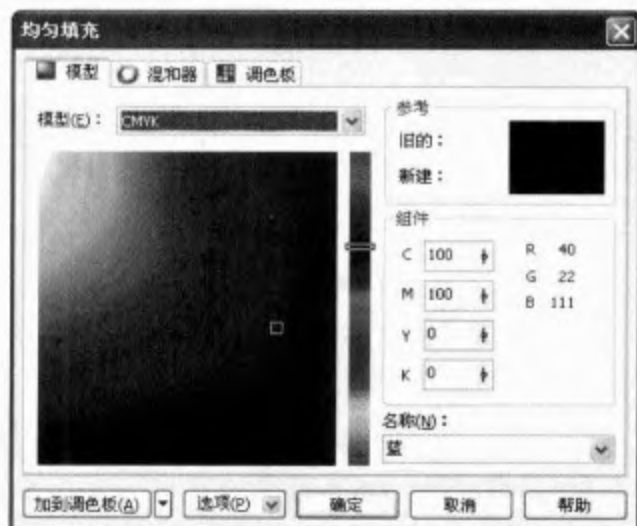 均匀填充
模型 混和器 调色板
模型(E)： CMYK
参考
旧的：
新建：
组件
C 100 R 40
G 22
M 100 B 111
Y 0
K 0
名称(N)：
蓝
加到调色板(A) 选项(P) 确定 取消 帮助